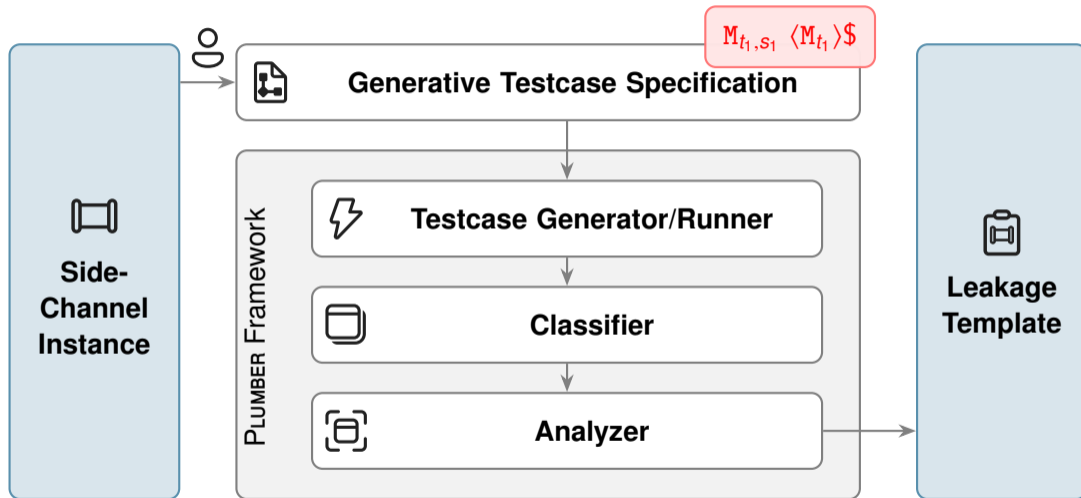 Side-
Channel
Instance
M_{t₁,s₁} ⟨M_{t₁}⟩$
Generative Testcase Specification
PLUMBER Framework
Testcase Generator/Runner
Classifier
Analyzer
Leakage
Template